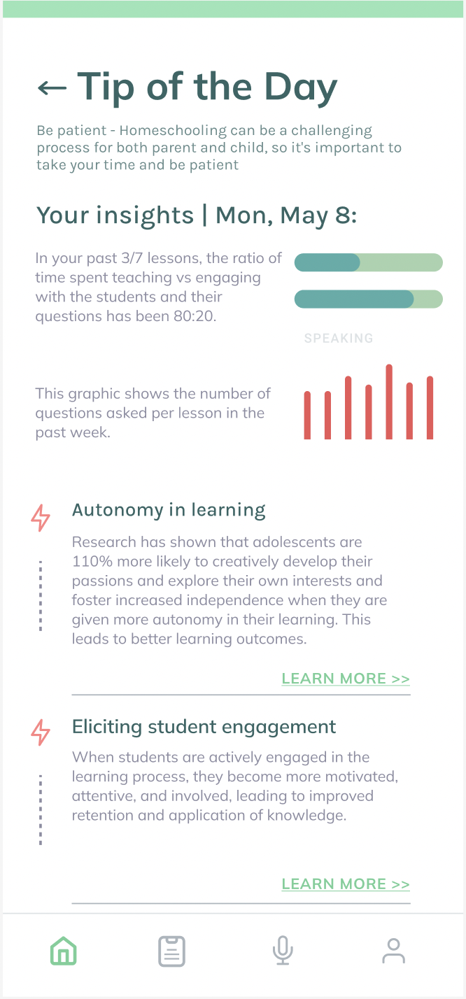 ← Tip of the Day
Be patient - Homeschooling can be a challenging
process for both parent and child, so it's important to
take your time and be patient
Your insights | Mon, May 8:
In your past 3/7 lessons, the ratio of
time spent teaching vs engaging
with the students and their
questions has been 80:20.
SPEAKING
This graphic shows the number of
questions asked per lesson in the
past week.
Autonomy in learning
Research has shown that adolescents are
110% more likely to creatively develop their
passions and explore their own interests and
foster increased independence when they are
given more autonomy in their learning. This
leads to better learning outcomes.
LEARN MORE >>
Eliciting student engagement
When students are actively engaged in the
learning process, they become more motivated,
attentive, and involved, leading to improved
retention and application of knowledge.
LEARN MORE >>